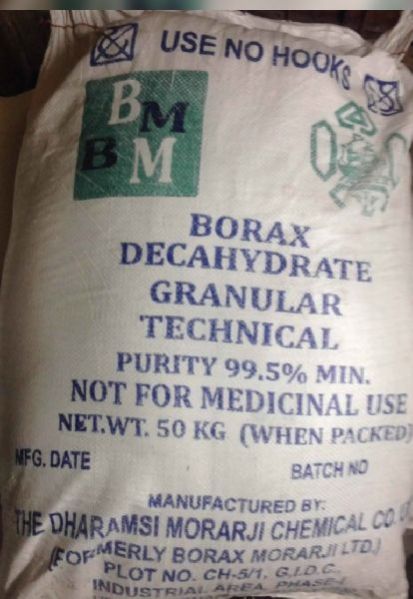 USE NO HOOKS
BM
BM
BORAX
DECAHYDRATE
GRANULAR
TECHNICAL
PURITY 99.5% MIN.
NOT FOR MEDICINAL USE
NET.WT. 50 KG (WHEN PACKED)
MFG. DATE
BATCH NO
MANUFACTURED BY:
THE DHARAMSI MORARJI CHEMICAL CO.
(FORMERLY BORAX MORARJI LTD.)
PLOT NO. CH-5/1, G.I.D.C.,
INDUSTRIAL AREA, PHASE-I